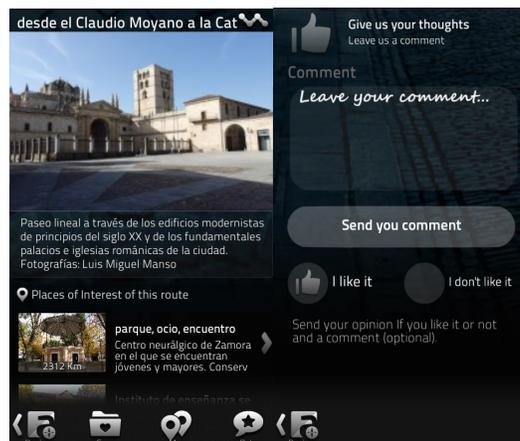 desde el Claudio Moyano a la Cat
Paseo lineal a través de los edificios modernistas
de principios del siglo XX y de los fundamentales
palacios e iglesias románicas de la ciudad.
Fotografías: Luis Miguel Manso
Places of Interest of this route
parque, ocio, encuentro
Centro neurálgico de Zamora
en el que se encuentran
jóvenes y mayores. Conserv
2312 Km
Instituto de enseñanza se
Give us your thoughts
Leave us a comment
Comment
Leave your comment...
Send you comment
I like it
I don't like it
Send your opinion If you like it or not
and a comment (optional).